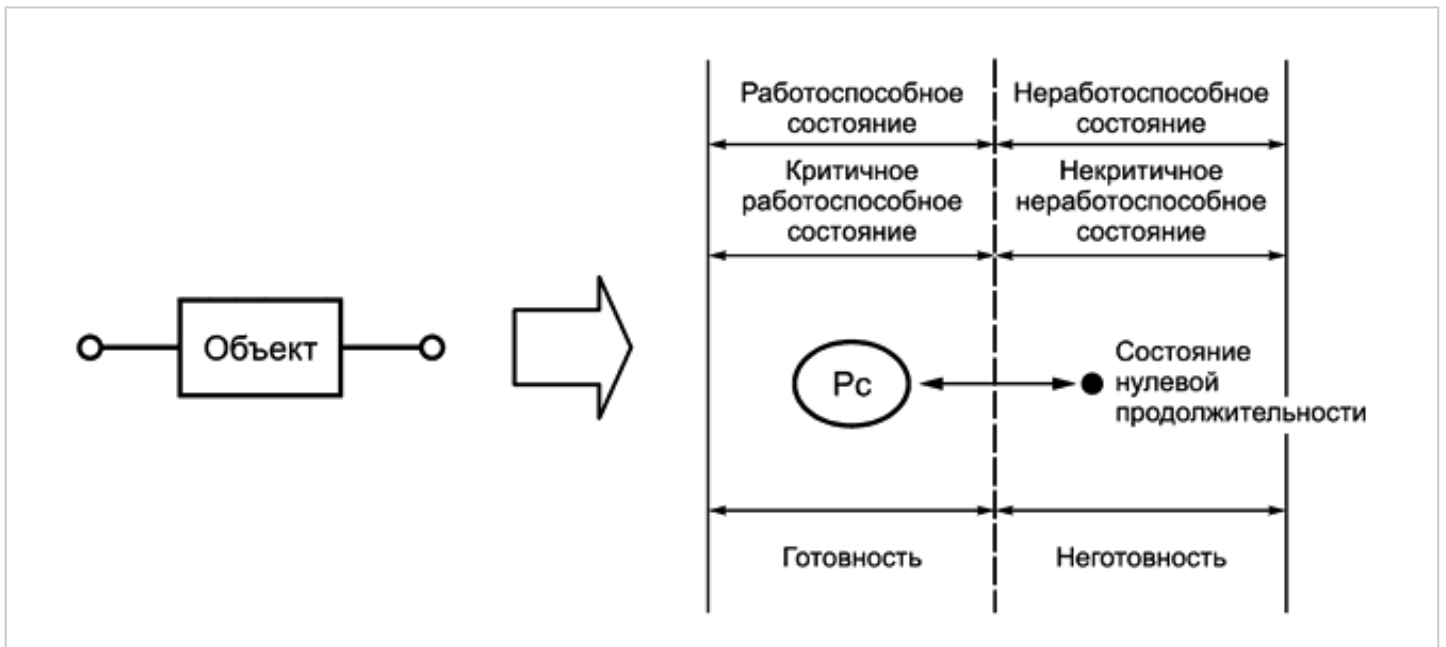 Работоспособное
состояние
Неработоспособное
состояние
Критичное
работоспособное
состояние
Некритичное
неработоспособное
состояние
Объект
Рс
Состояние
нулевой
продолжительности
Готовность
Неготовность